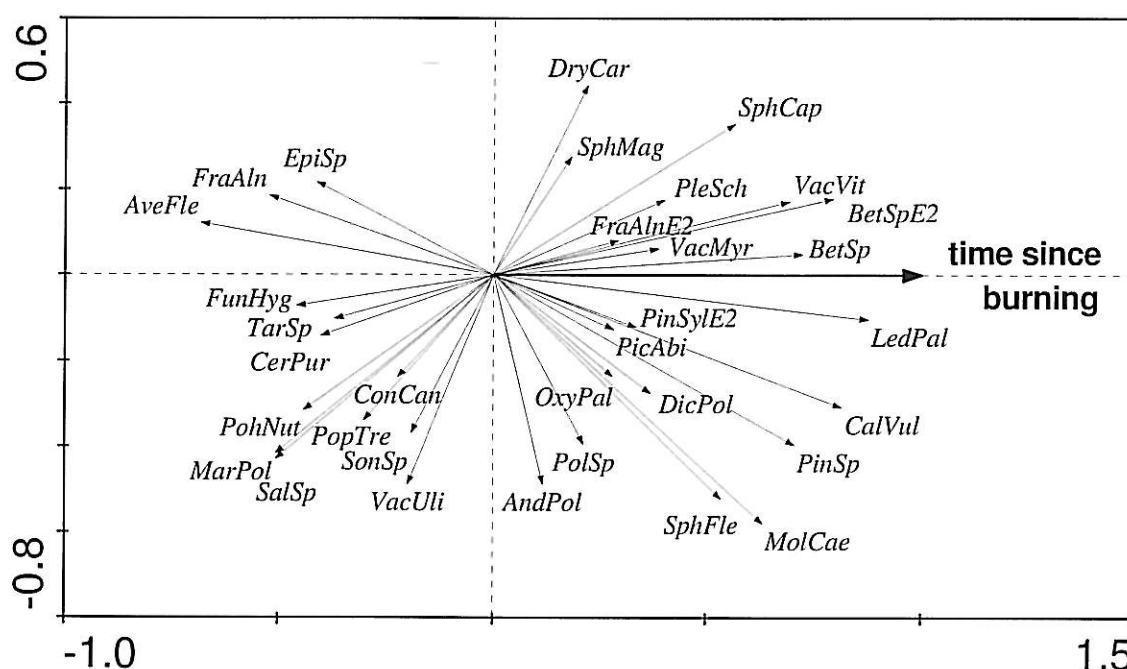 0.6
DryCar
SphCap
SphMag
EpiSp
FraAln
AveFle
PleSch
VacVit
BetSpE2
FraAlnE2
VacMyr
BetSp
time since
burning
FunHyg
TarSp
CerPur
PinSylE2
PicAbi
LedPal
ConCan
OxyPal
DicPol
CalVul
PohNut
PopTre
SonSp
MarPol
SalSp
VacUli
AndPol
PolSp
PinSp
SphFle
MolCae
-0.8
-1.0
1.5